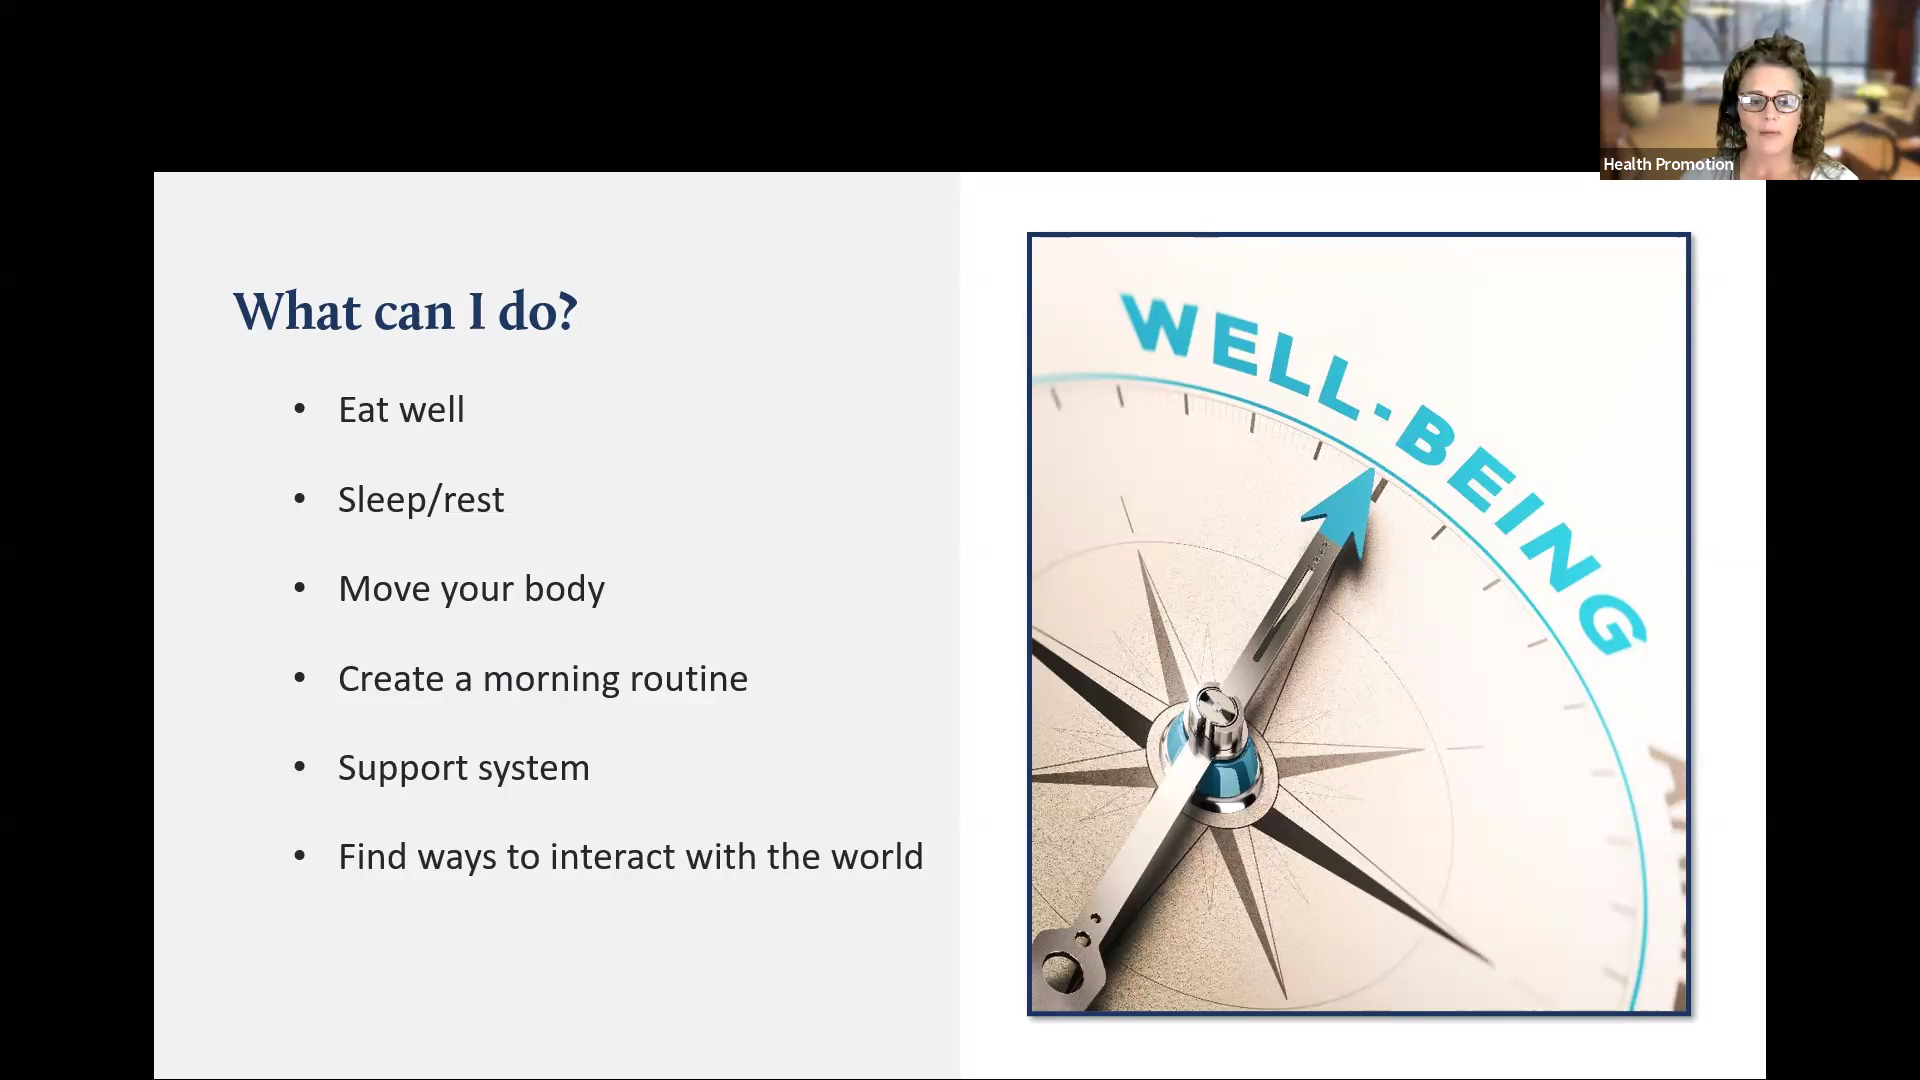 Health Promotion
What can I do?
• Eat well
• Sleep/rest
• Move your body
• Create a morning routine
• Support system
• Find ways to interact with the world
WELL-BEING